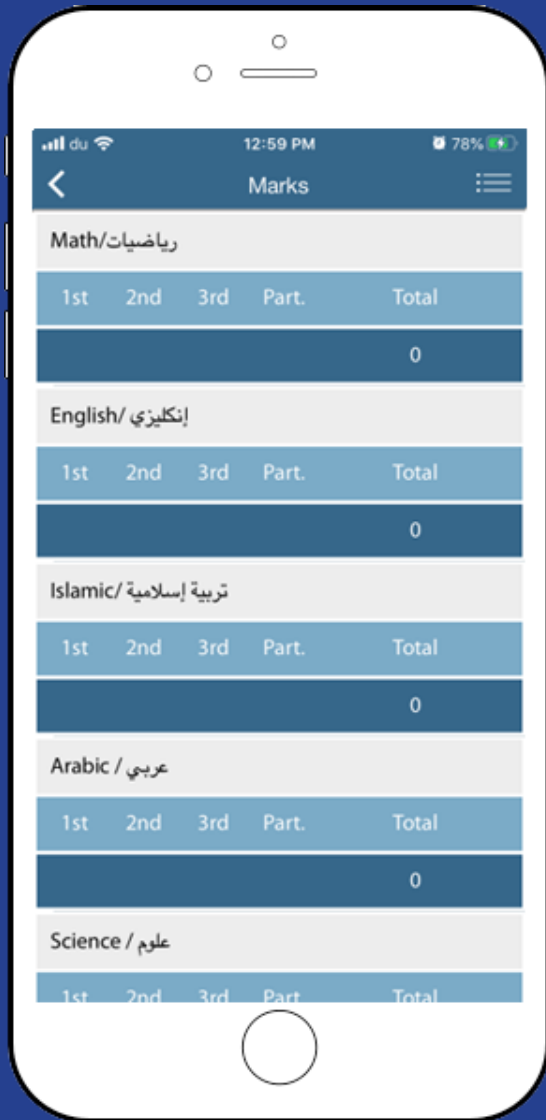 du 12:59 PM 78%
Marks
Math/رياضيات
1st 2nd 3rd Part. Total
0
English/ إنكليزي
1st 2nd 3rd Part. Total
0
Islamic/ تربية إسلامية
1st 2nd 3rd Part. Total
0
Arabic / عربي
1st 2nd 3rd Part. Total
0
Science / علوم
1st 2nd 3rd Part Total